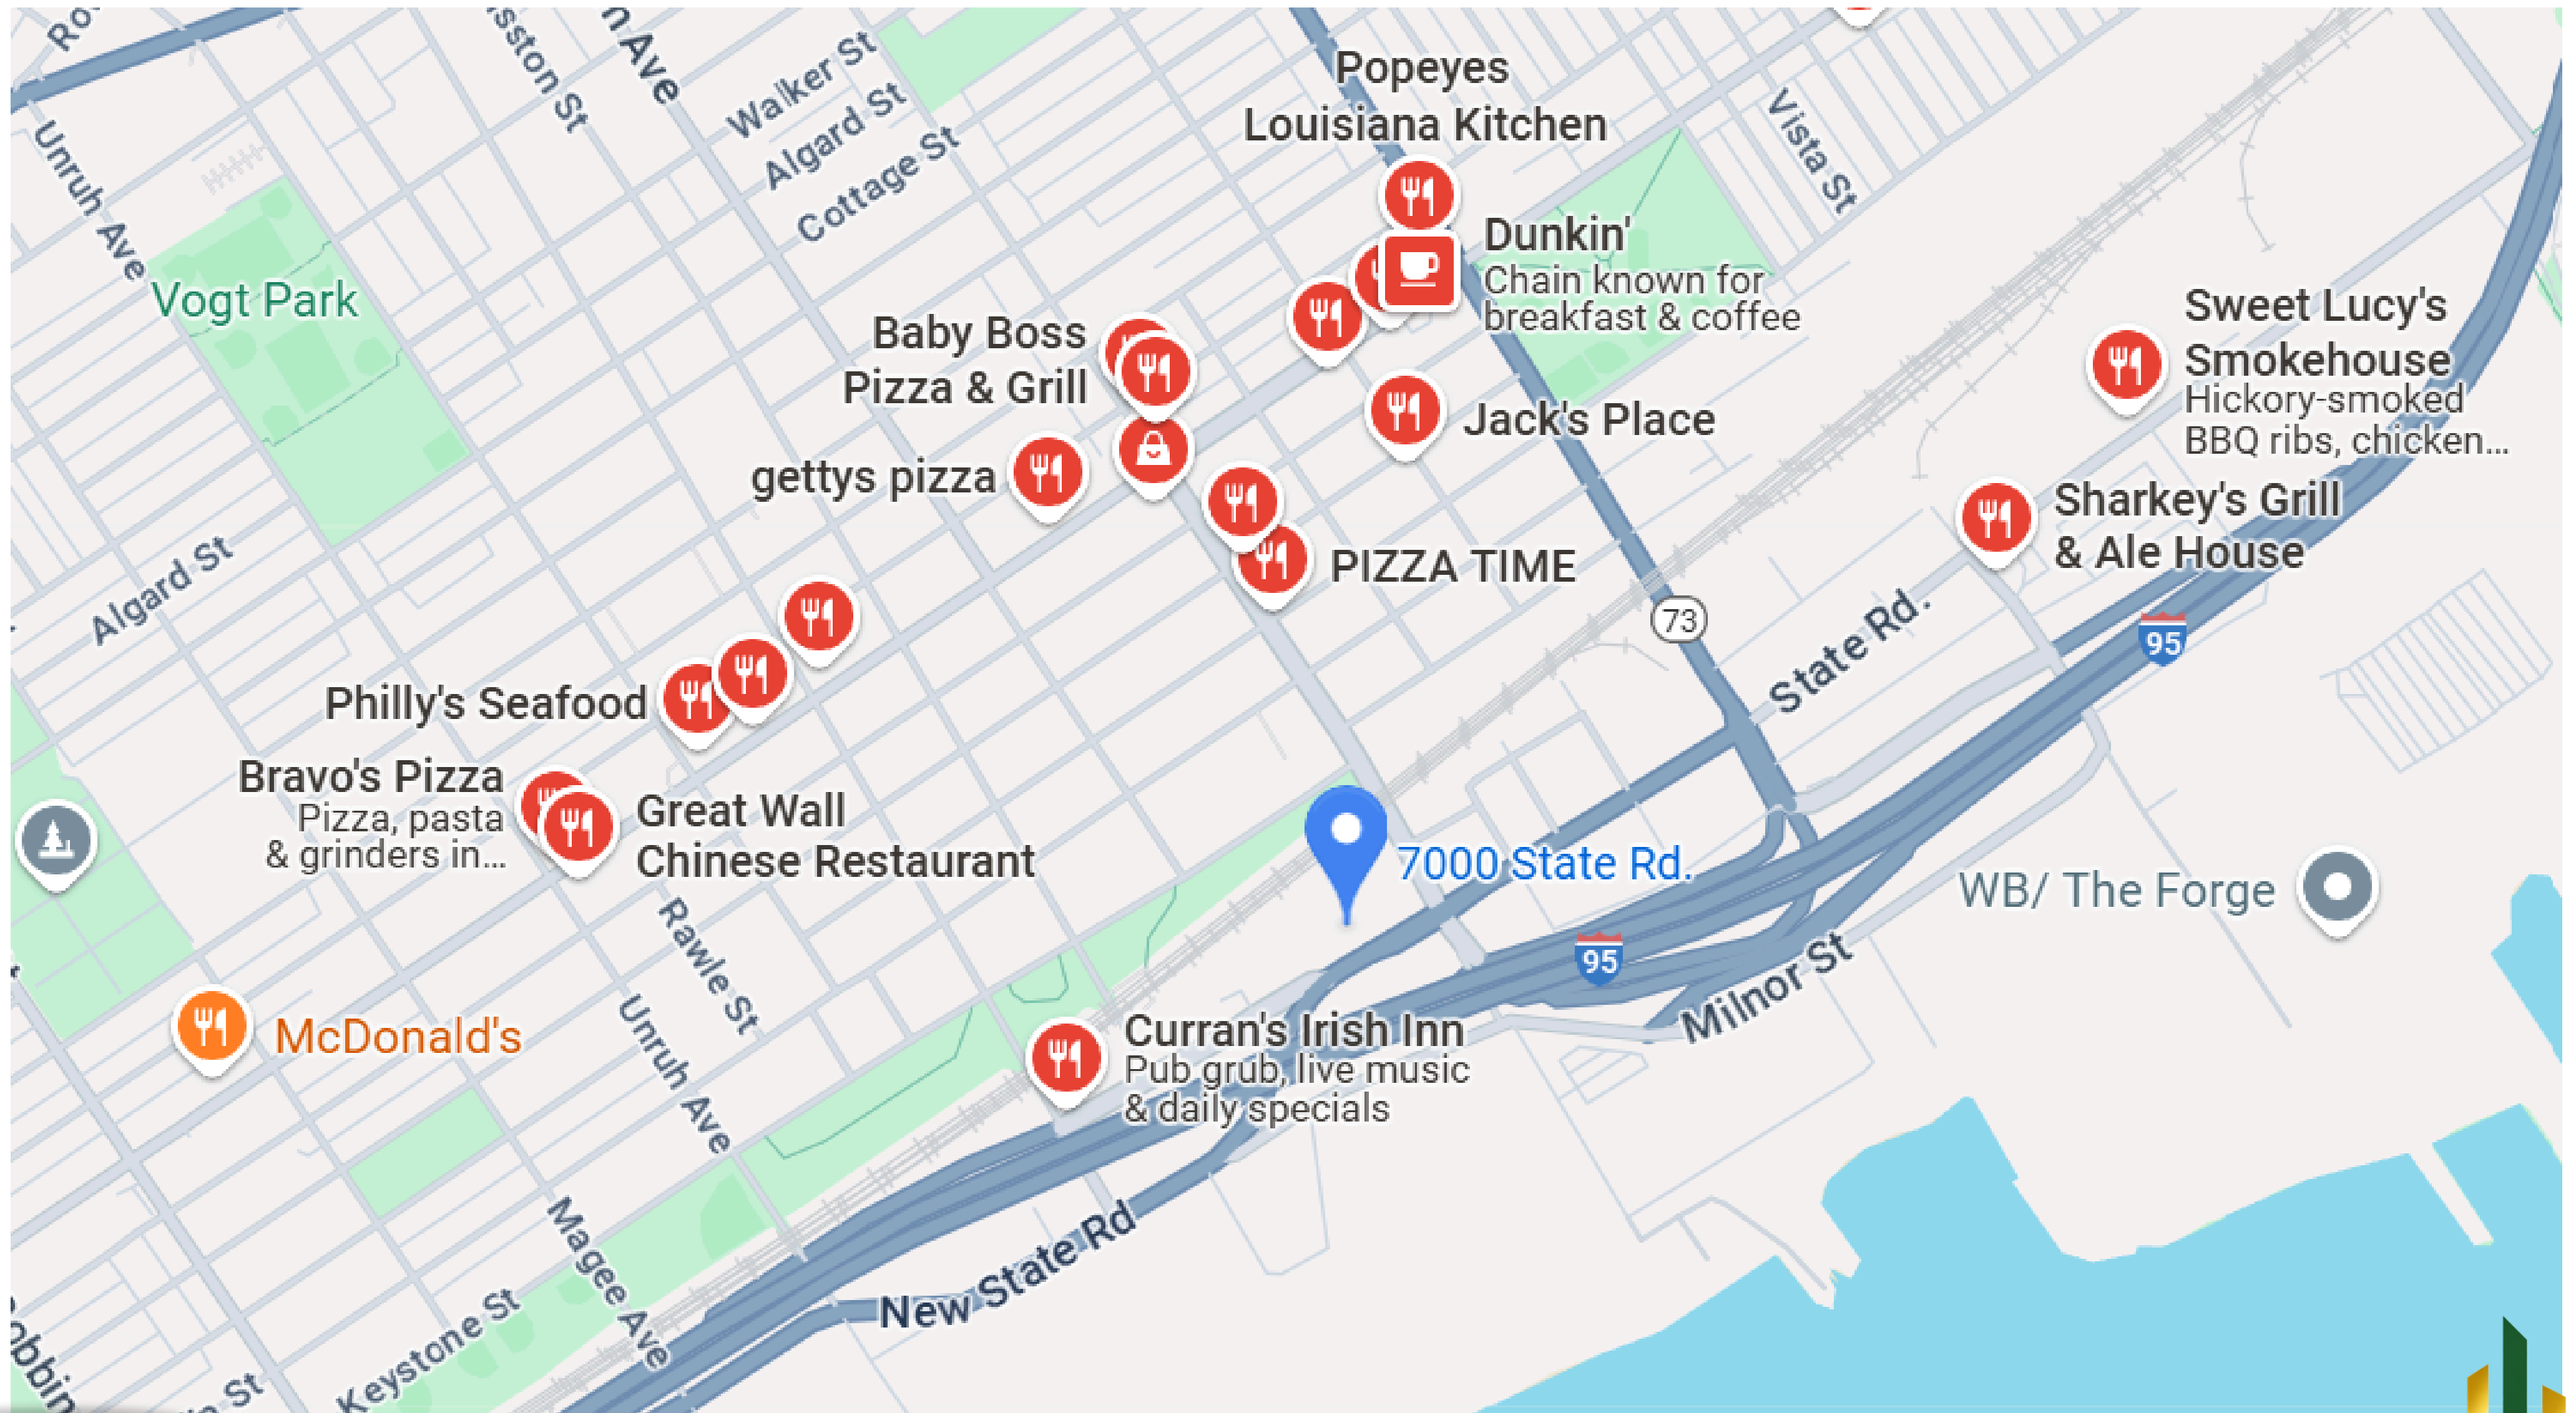 Unruh Ave
Walker St
Algard St
Cottage St
Popeyes
Louisiana Kitchen
Vista St
Dunkin'
Chain known for
breakfast & coffee
Vogt Park
Baby Boss
Pizza & Grill
Sweet Lucy's
Smokehouse
Hickory-smoked
BBQ ribs, chicken...
Jack's Place
gettys pizza
Sharkey's Grill
& Ale House
PIZZA TIME
Algard St
73
95
State Rd.
Philly's Seafood
Bravo's Pizza
Pizza, pasta
& grinders in...
Great Wall
Chinese Restaurant
7000 State Rd.
WB/ The Forge
95
Rawle St
Milnor St
McDonald's
Unruh Ave
Curran's Irish Inn
Pub grub, live music
& daily specials
New State Rd
Magee Ave
Keystone St